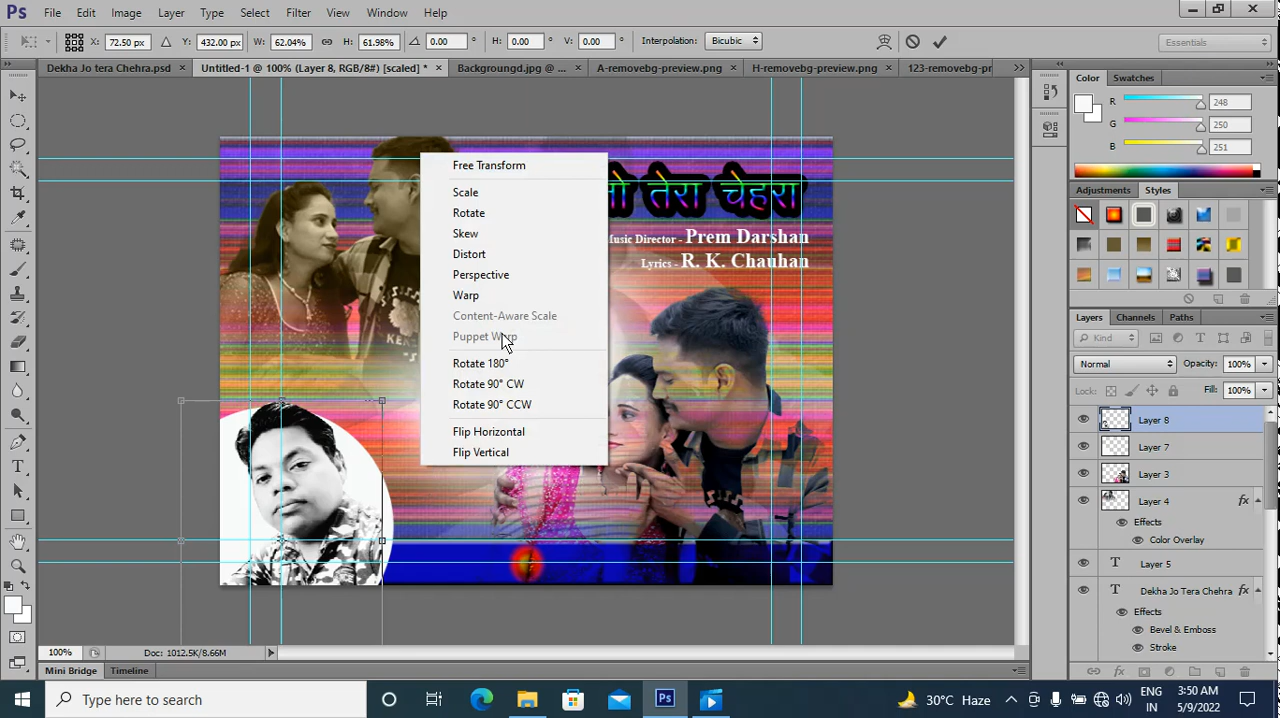 Ps File Edit Image Layer Type Select Filter View Window Help
X: 72.50 px Y: 432.00 px W: 62.04% H: 61.98% 0.00 ° H: 0.00 ° V: 0.00 ° Interpolation: Bicubic Essentials
Dekha Jo tera Chehra.psd × Untitled-1 @ 100% (Layer 8, RGB/8#) [scaled] * × Backgroungd.jpg @ ... × A-removebg-preview.png × H-removebg-preview.png × 123-removebg-pr
Color Swatches
R 248
G 250
B 251
Adjustments Styles
तेरा चेहरा
Music Director - Prem Darshan
Lyrics - R. K. Chauhan
Free Transform
Scale
Rotate
Skew
Distort
Perspective
Warp
Content-Aware Scale
Puppet Warp
Rotate 180°
Rotate 90° CW
Rotate 90° CCW
Flip Horizontal
Flip Vertical
Layers Channels Paths
Kind
Normal Opacity: 100%
Lock: Fill: 100%
Layer 8
Layer 7
Layer 3
Layer 4 fx
Effects
Color Overlay
T Layer 5
T Dekha Jo Tera Chehra fx
Effects
Bevel & Emboss
Stroke
100% Doc: 1012.5K/8.66M
Mini Bridge Timeline
Type here to search
30°C Haze
ENG
IN
3:50 AM
5/9/2022